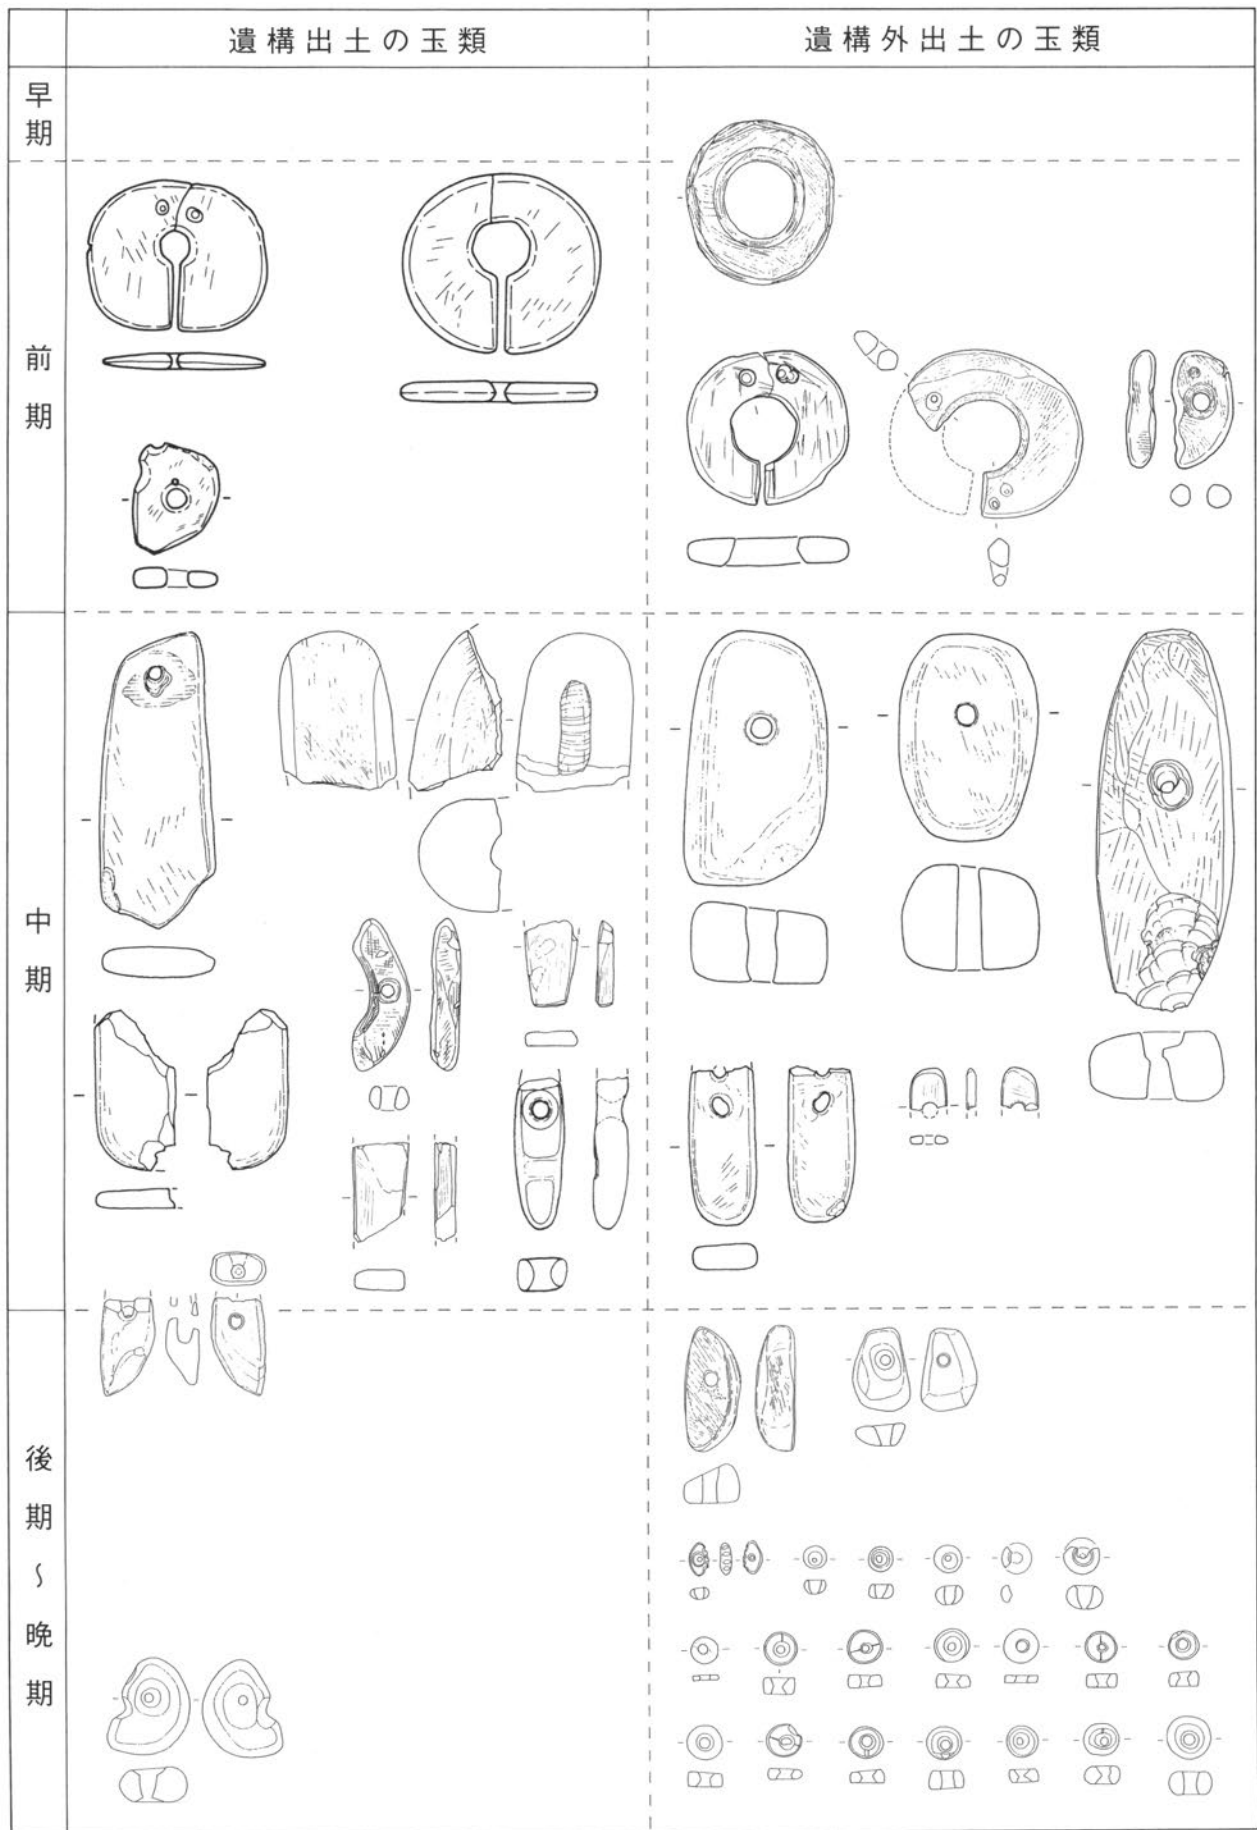 遺構出土の玉類
遺構外出土の玉類
早期
前期
中期
後期～晩期